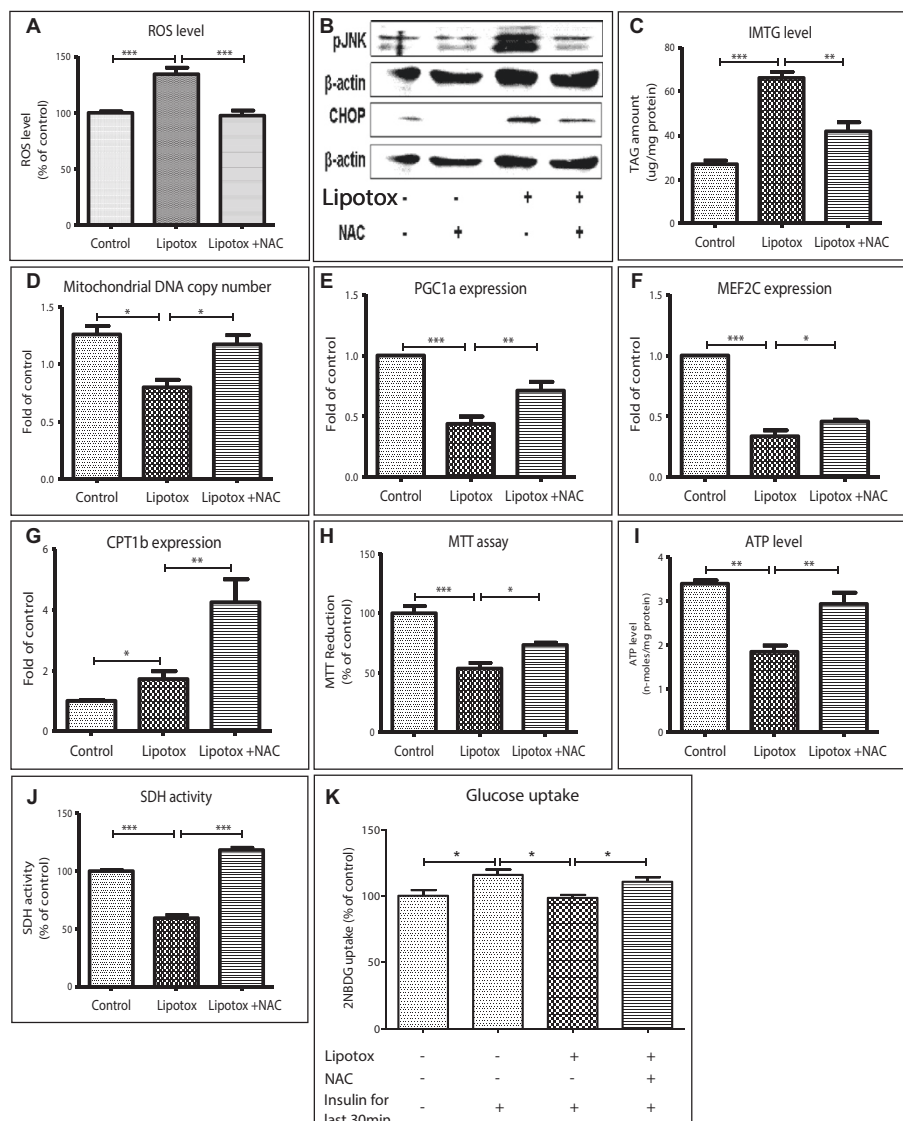 A
ROS level
***
***
150
100
50
0
ROS level
(% of control)
Control Lipotox Lipotox +NAC
B
pJNK
β-actin
CHOP
β-actin
Lipotox - - + +
NAC - + - +
C
IMTG level
***
**
80
60
40
20
0
TAG amount
(ug/mg protein)
Control Lipotox Lipotox +NAC
D
Mitochondrial DNA copy number
*
*
1.5
1.0
0.5
0.0
Fold of control
Control Lipotox Lipotox +NAC
E
PGC1a expression
***
**
1.5
1.0
0.5
0.0
Fold of control
Control Lipotox Lipotox +NAC
F
MEF2C expression
***
*
1.5
1.0
0.5
0.0
Fold of control
Control Lipotox Lipotox +NAC
G
CPT1b expression
**
*
6
4
2
0
Fold of control
Control Lipotox Lipotox +NAC
H
MTT assay
***
*
150
100
50
0
MTT Reduction
(% of control)
Control Lipotox Lipotox +NAC
I
ATP level
**
**
4
3
2
1
0
ATP level
(n-moles/mg protein)
Control Lipotox Lipotox +NAC
J
SDH activity
***
***
150
100
50
0
SDH activity
(% of control)
Control Lipotox Lipotox +NAC
K
Glucose uptake
*
*
*
150
100
50
0
2NBDG uptake (% of control)
Lipotox - - + +
NAC - - - +
Insulin for - + + +
last 30min